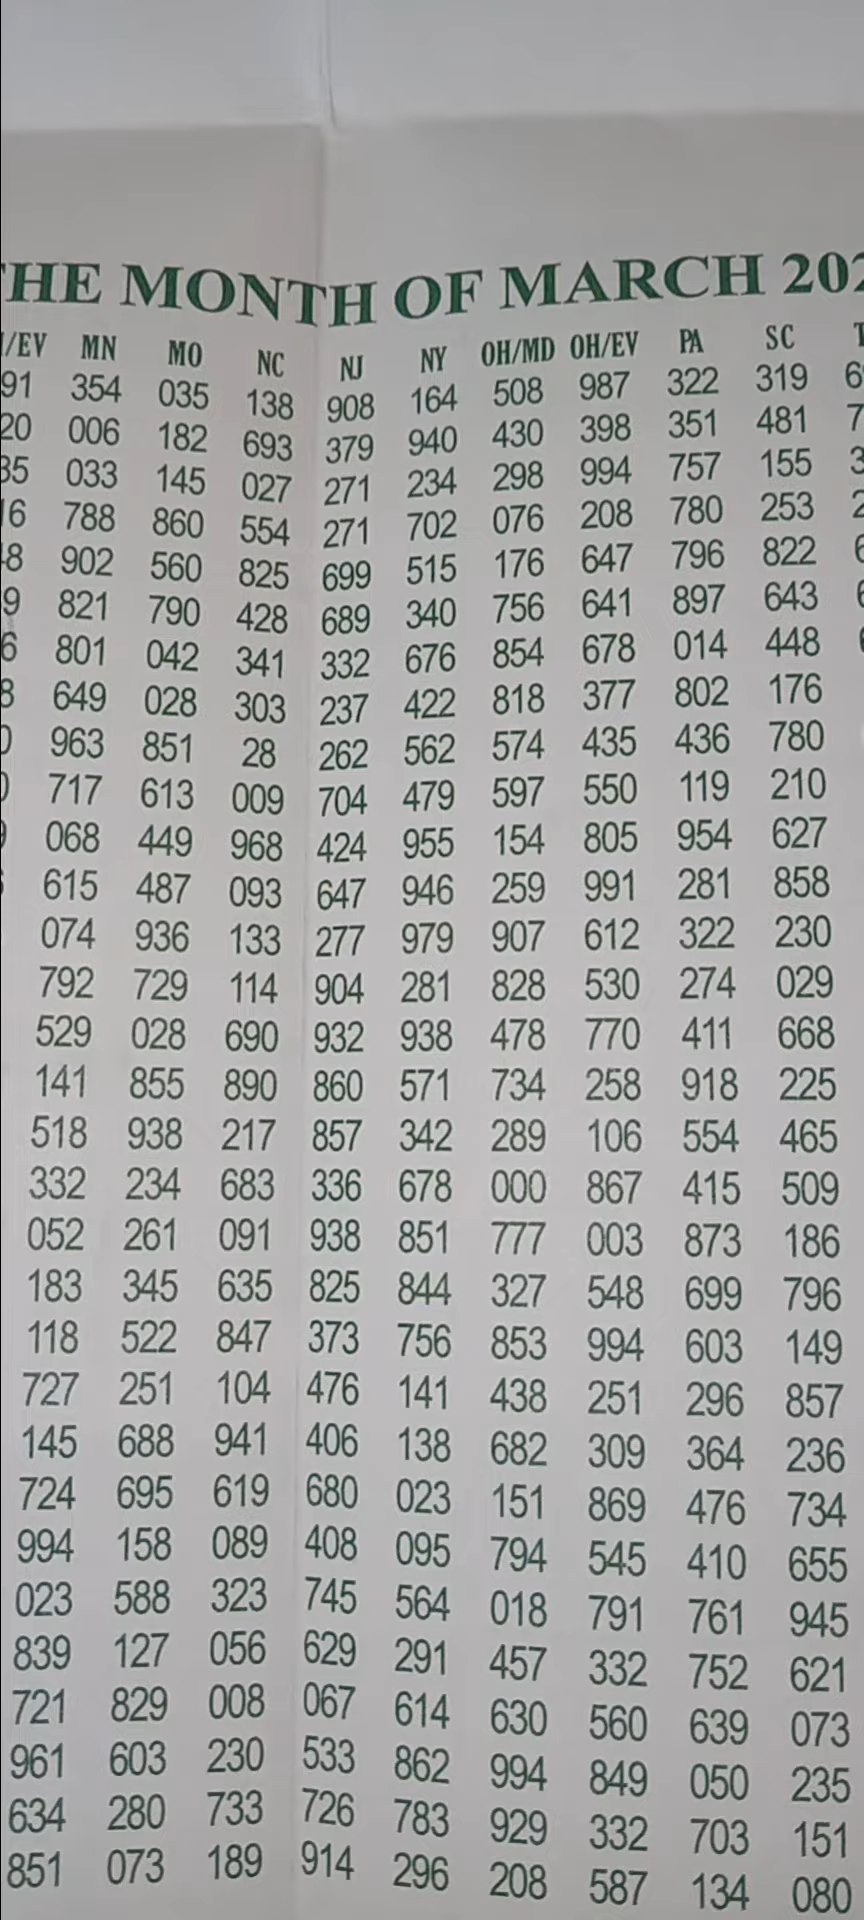 THE MONTH OF MARCH 202
/EV MN MO NC NJ NY OH/MD OH/EV PA SC
91 354 035 138 908 164 508 987 322 319 6
20 006 182 693 379 940 430 398 351 481 7
35 033 145 027 271 234 298 994 757 155 3
16 788 860 554 271 702 076 208 780 253 2
48 902 560 825 699 515 176 647 796 822 6
9 821 790 428 689 340 756 641 897 643 6
6 801 042 341 332 676 854 678 014 448
8 649 028 303 237 422 818 377 802 176
0 963 851 28 262 562 574 435 436 780
0 717 613 009 704 479 597 550 119 210
9 068 449 968 424 955 154 805 954 627
615 487 093 647 946 259 991 281 858
074 936 133 277 979 907 612 322 230
792 729 114 904 281 828 530 274 029
529 028 690 932 938 478 770 411 668
141 855 890 860 571 734 258 918 225
518 938 217 857 342 289 106 554 465
332 234 683 336 678 000 867 415 509
052 261 091 938 851 777 003 873 186
183 345 635 825 844 327 548 699 796
118 522 847 373 756 853 994 603 149
727 251 104 476 141 438 251 296 857
145 688 941 406 138 682 309 364 236
724 695 619 680 023 151 869 476 734
994 158 089 408 095 794 545 410 655
023 588 323 745 564 018 791 761 945
839 127 056 629 291 457 332 752 621
721 829 008 067 614 630 560 639 073
961 603 230 533 862 994 849 050 235
634 280 733 726 783 929 332 703 151
851 073 189 914 296 208 587 134 080